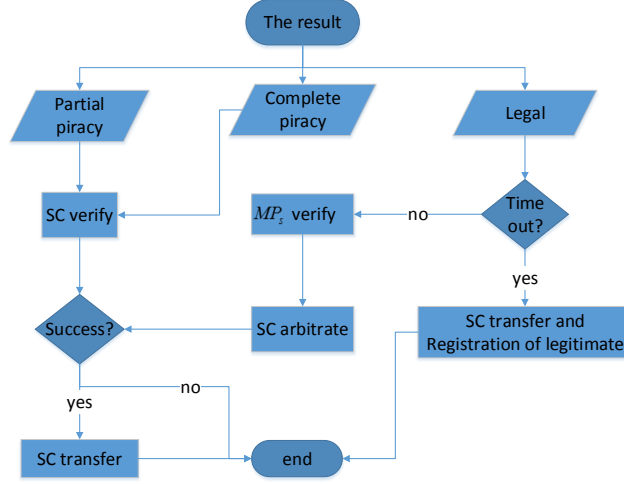 The result
Partial
piracy
Complete
piracy
Legal
SC verify
MPs verify
no
Time
out?
yes
Success?
SC arbitrate
SC transfer and
Registration of legitimate
no
yes
SC transfer
end